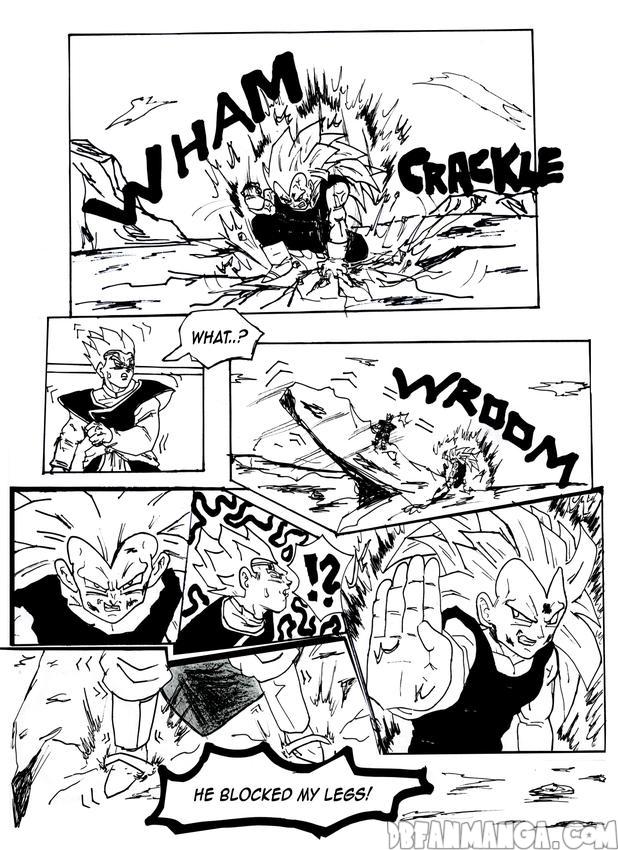 WHAM
CRACKLE
WHAT..?
WROOM
!?
HE BLOCKED MY LEGS!
DBFANMANGA.COM